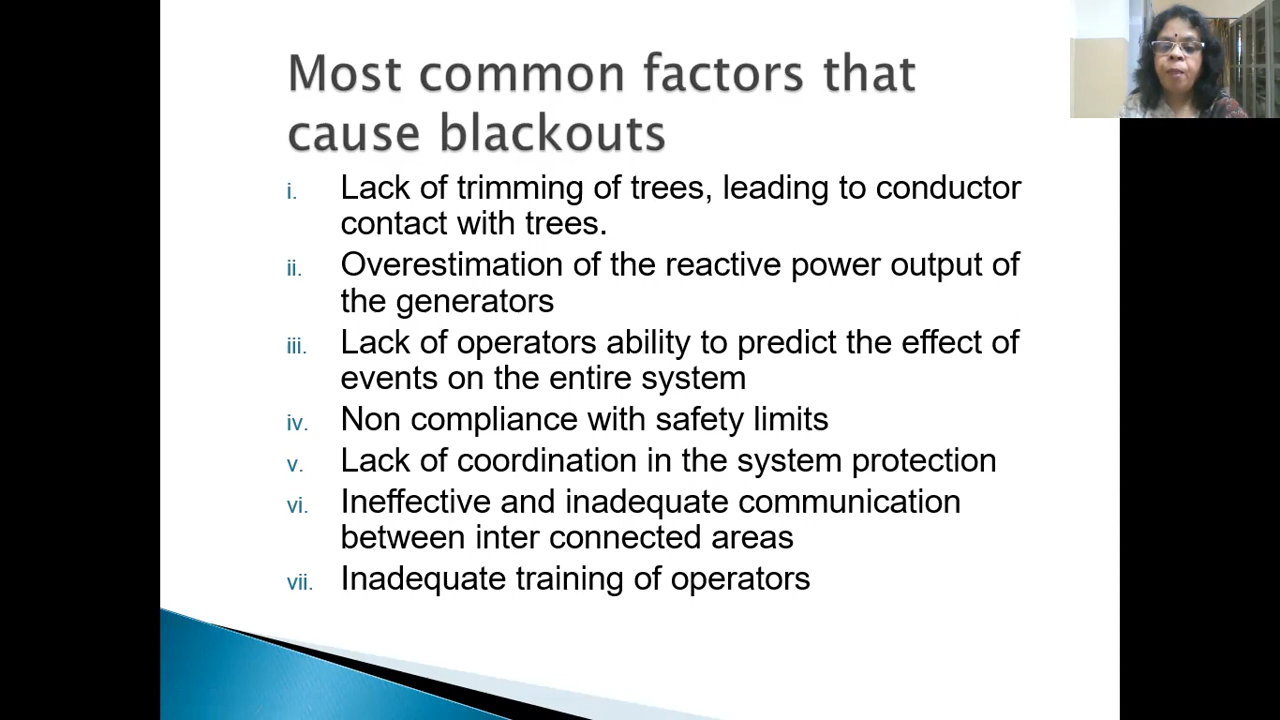 Most common factors that
cause blackouts
i. Lack of trimming of trees, leading to conductor
contact with trees.
ii. Overestimation of the reactive power output of
the generators
iii. Lack of operators ability to predict the effect of
events on the entire system
iv. Non compliance with safety limits
v. Lack of coordination in the system protection
vi. Ineffective and inadequate communication
between inter connected areas
vii. Inadequate training of operators